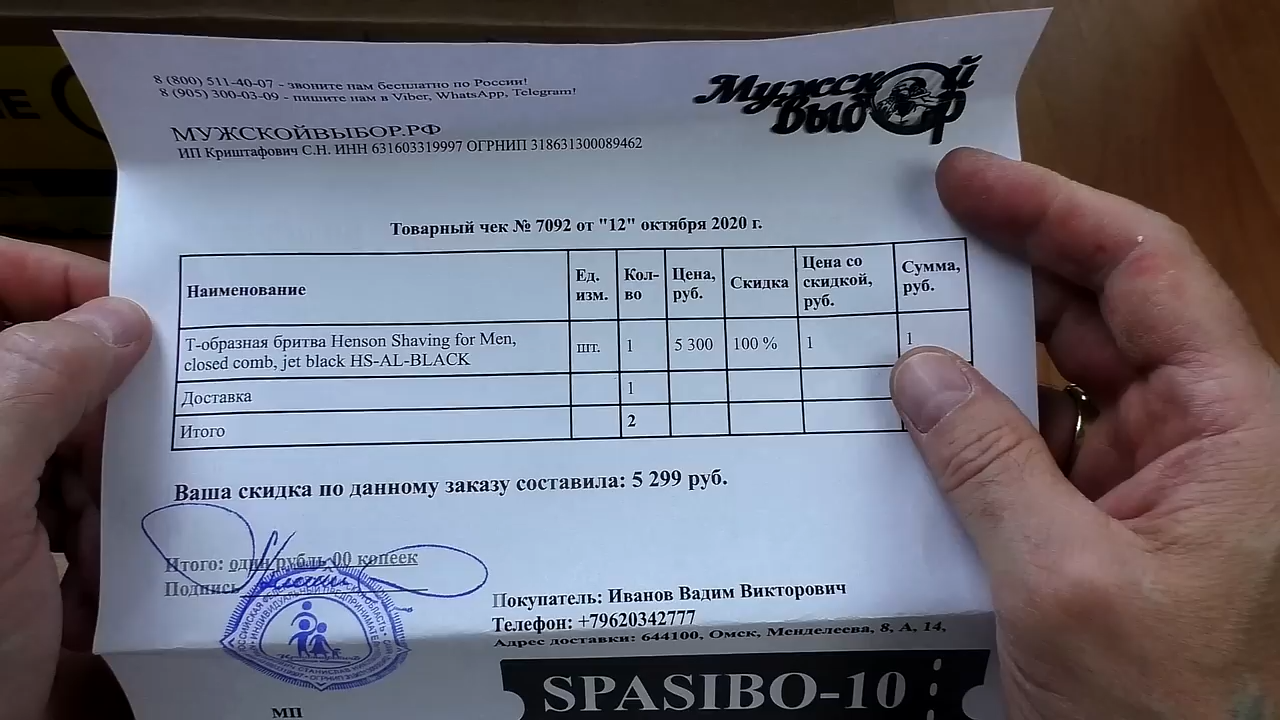 8 (800) 511-40-07 - звоните нам бесплатно по России!
8 (905) 300-03-09 - пишите нам в Viber, WhatsApp, Telegram!
Мужской
Выбор
МУЖСКОЙВЫБОР.РФ
ИП Криштафович С.Н. ИНН 631603319997 ОГРНИП 318631300089462
Товарный чек № 7092 от "12" октября 2020 г.
Наименование Ед. изм. Кол-во Цена, руб. Скидка Цена со скидкой, руб. Сумма, руб.
Т-образная бритва Henson Shaving for Men,
closed comb, jet black HS-AL-BLACK шт. 1 5 300 100 % 1 1
Доставка 1
Итого 2
Ваша скидка по данному заказу составила: 5 299 руб.
Итого: один рубль 00 копеек
Подпись
Покупатель: Иванов Вадим Викторович
Телефон: +79620342777
Адрес доставки: 644100, Омск, Менделеева, 8, А, 14,
SPASIBO-10
МП